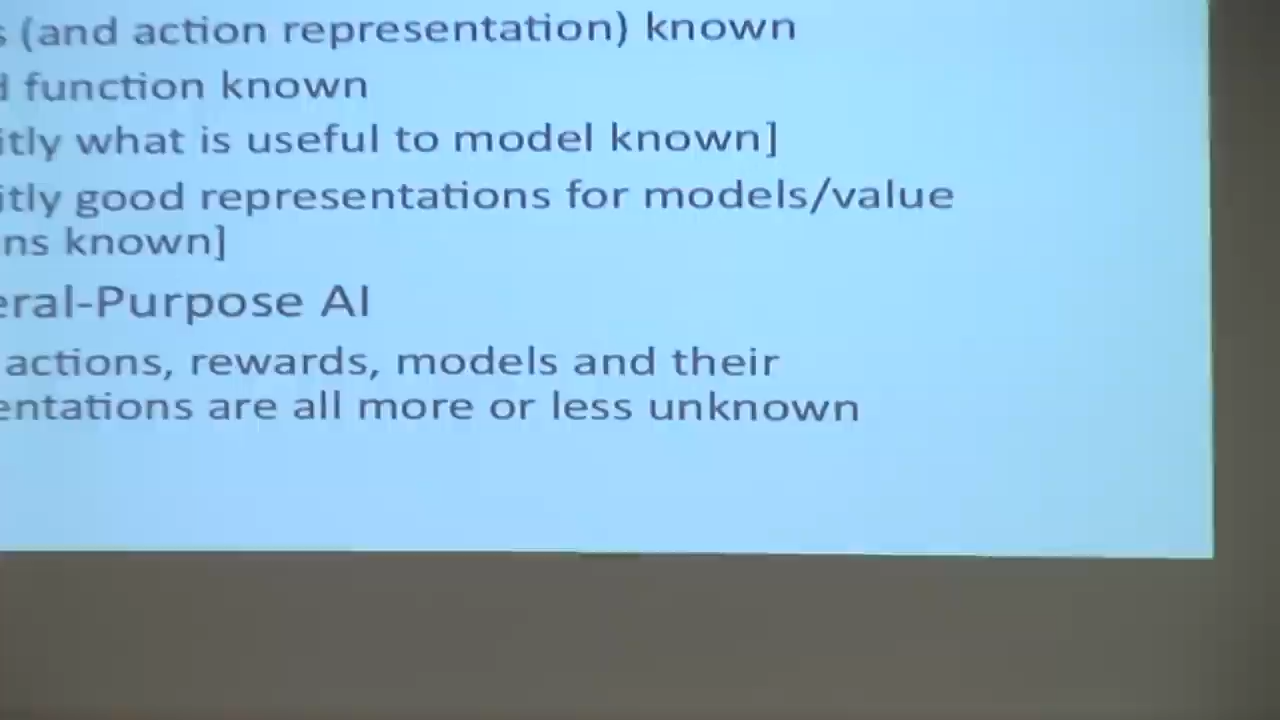 s (and action representation) known
d function known
itly what is useful to model known]
itly good representations for models/value
ns known]
eral-Purpose AI
actions, rewards, models and their
entations are all more or less unknown